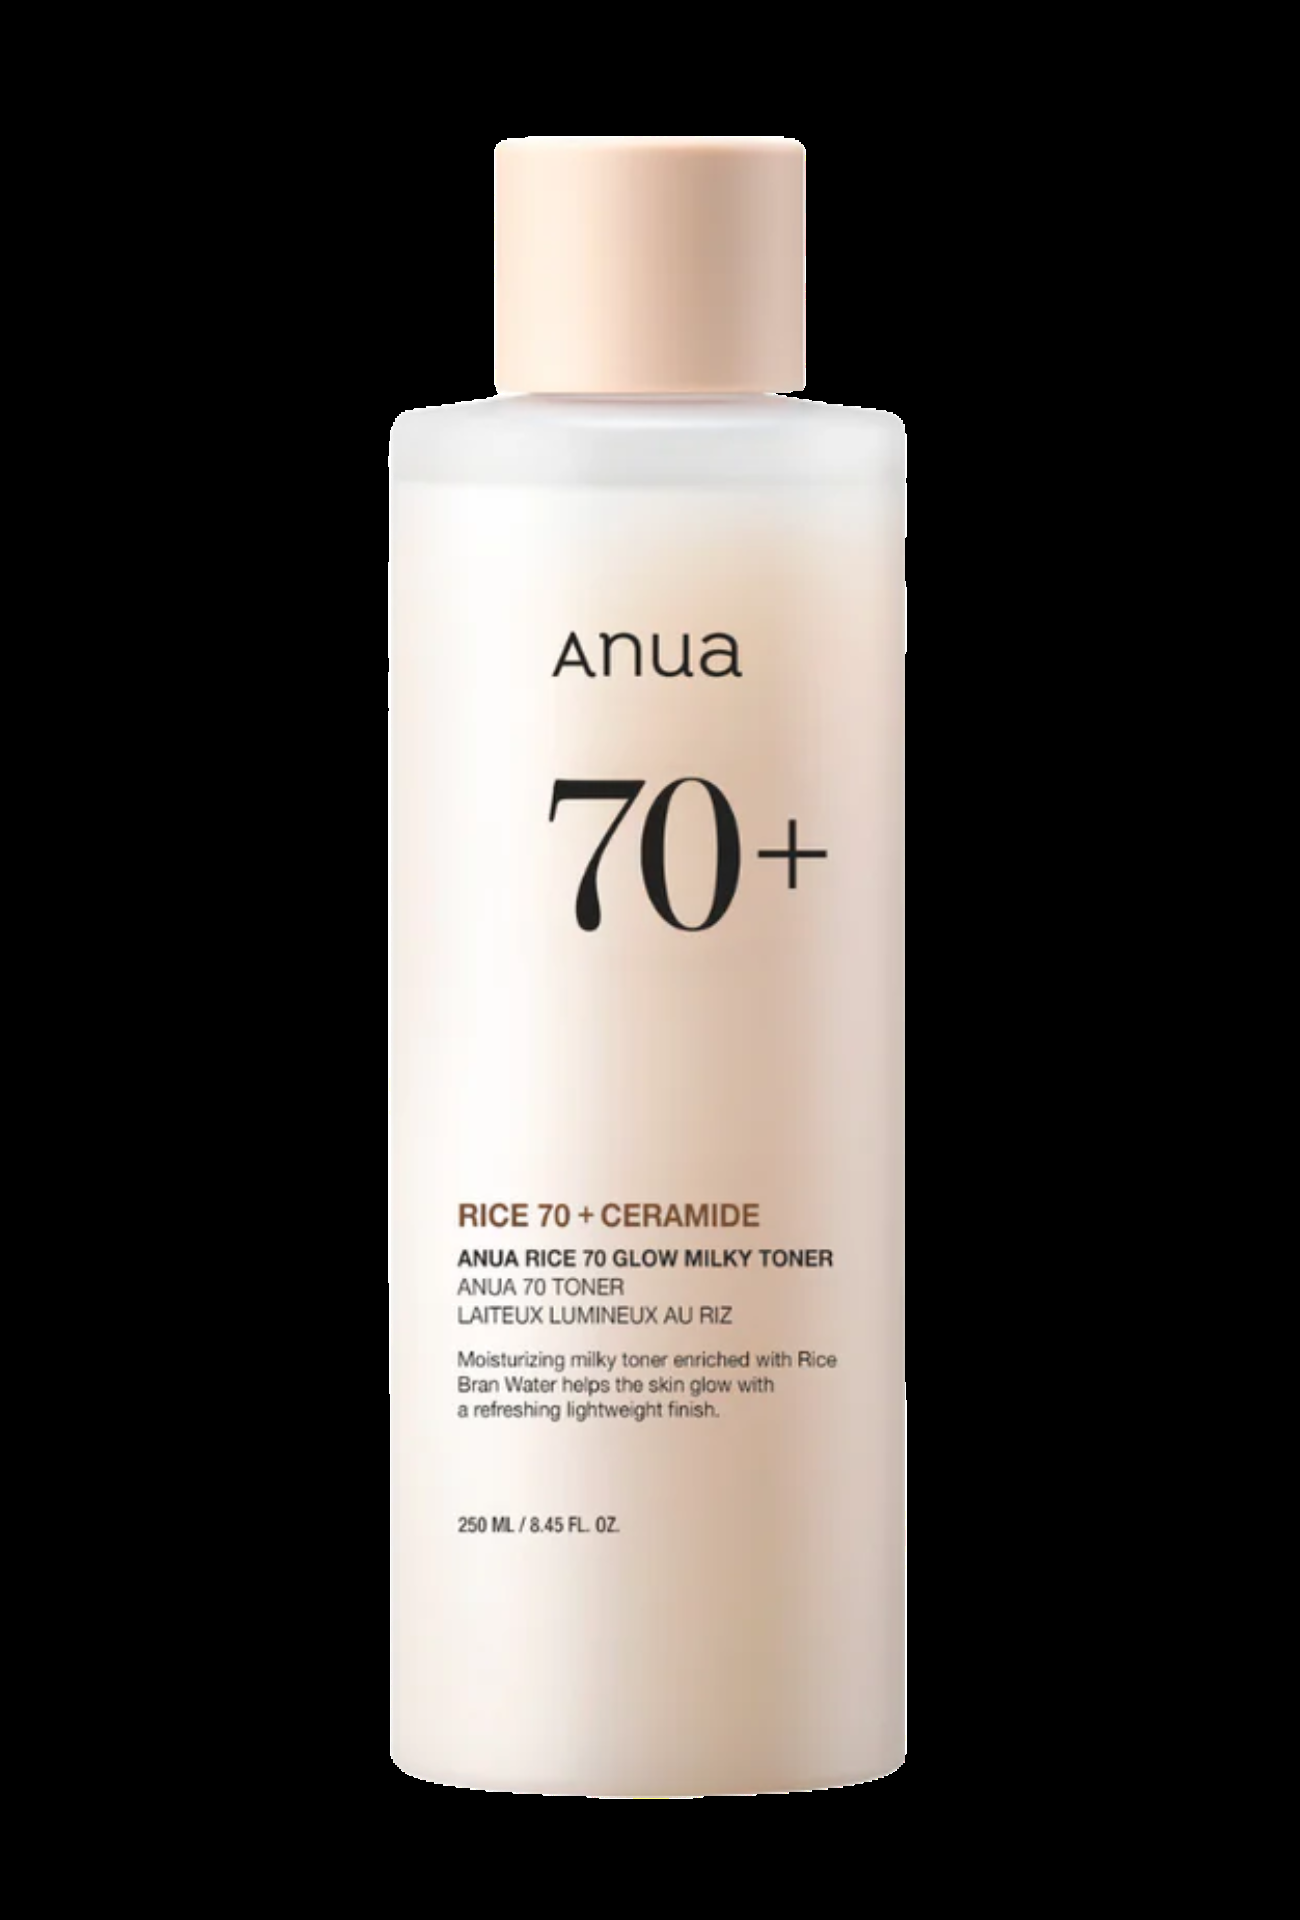 Anua
70+
RICE 70 + CERAMIDE
ANUA RICE 70 GLOW MILKY TONER
ANUA 70 TONER
LAITEUX LUMINEUX AU RIZ
Moisturizing milky toner enriched with Rice
Bran Water helps the skin glow with
a refreshing lightweight finish.
250 ML / 8.45 FL. OZ.